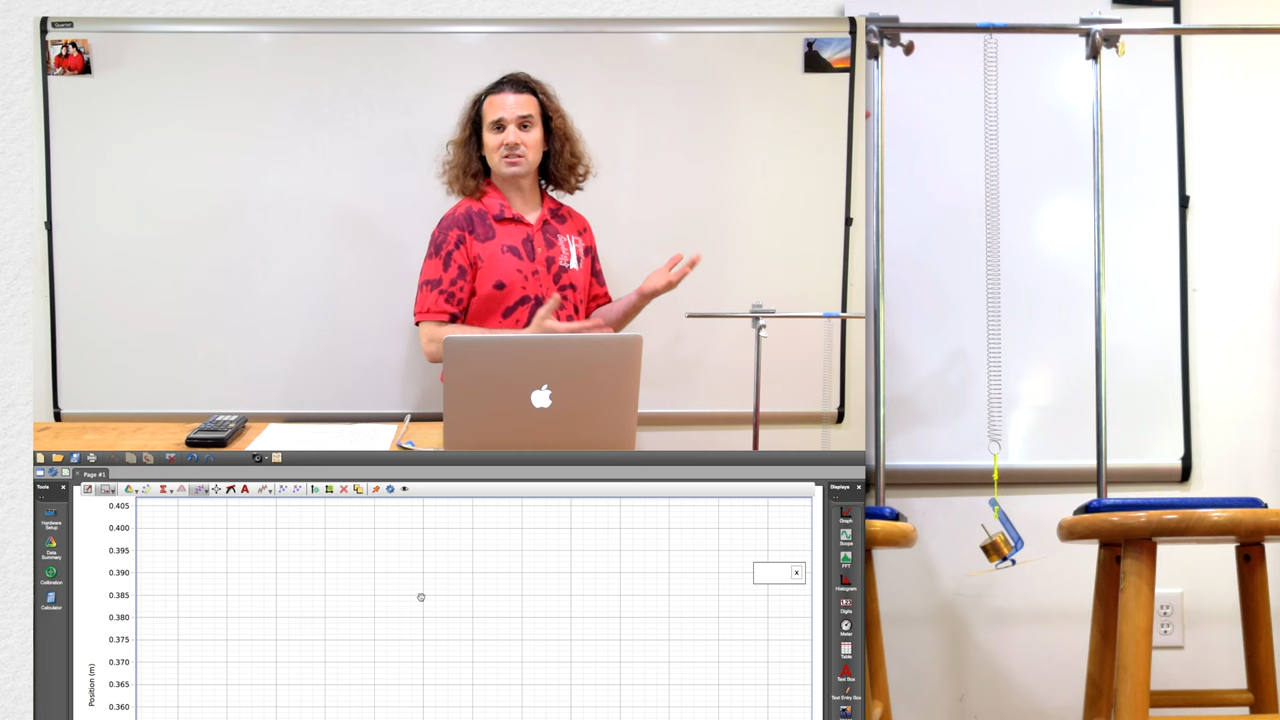 Quartet
Page #1
Tools
Displays
Hardware
Setup
Data
Summary
Calibration
Calculator
0.405
0.400
0.395
0.390
0.385
0.380
0.375
0.370
0.365
0.360
Position (m)
x
A
Graph
Scope
FFT
Histogram
1.23
Digits
Meter
Table
Text Box
Text Entry Box